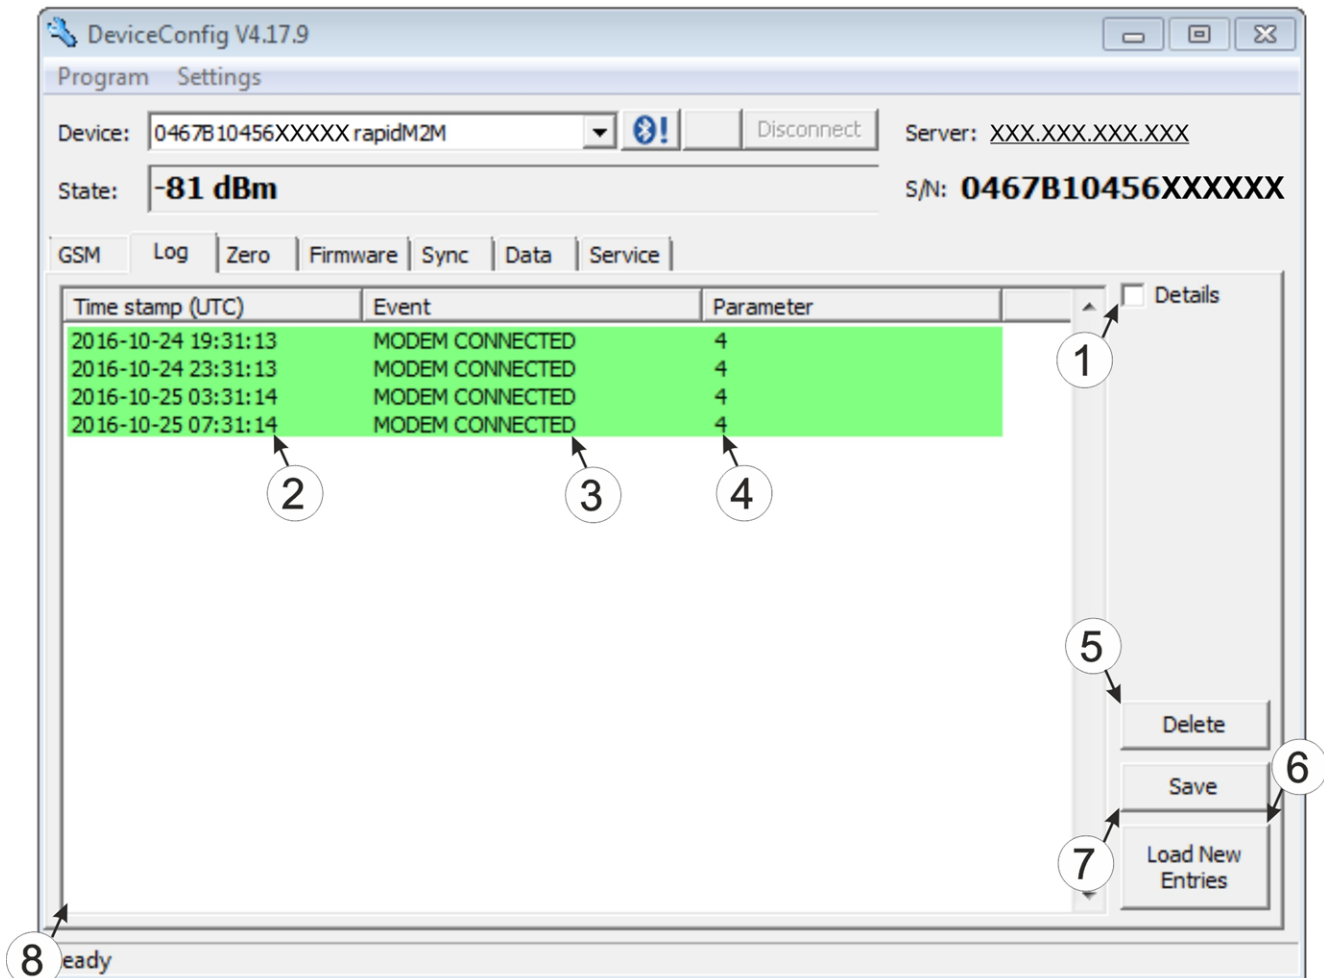 DeviceConfig V4.17.9
Program Settings
Device: 0467B10456XXXXX rapidM2M Disconnect Server: XXX.XXX.XXX.XXX
State: -81 dBm S/N: 0467B10456XXXXXX
GSM Log Zero Firmware Sync Data Service
Time stamp (UTC) Event Parameter Details
1
2016-10-24 19:31:13 MODEM CONNECTED 4
2016-10-24 23:31:13 MODEM CONNECTED 4
2016-10-25 03:31:14 MODEM CONNECTED 4
2016-10-25 07:31:14 MODEM CONNECTED 4
2 3 4
5
Delete
6
Save
7
Load New
Entries
8 eady